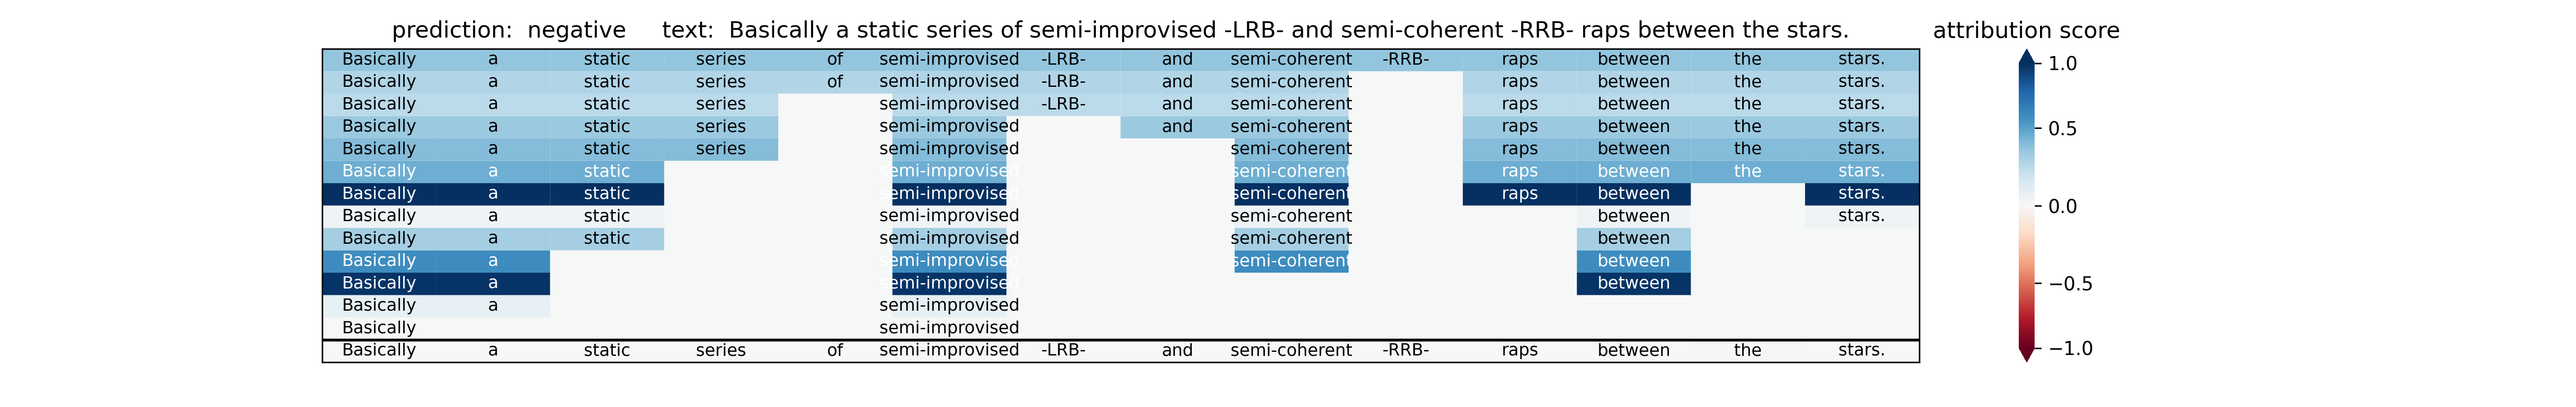 prediction: negative text: Basically a static series of semi-improvised -LRB- and semi-coherent -RRB- raps between the stars. attribution score
Basically a static series of semi-improvised -LRB- and semi-coherent -RRB- raps between the stars.
Basically a static series of semi-improvised -LRB- and semi-coherent raps between the stars.
Basically a static series semi-improvised -LRB- and semi-coherent raps between the stars.
Basically a static series semi-improvised and semi-coherent raps between the stars.
Basically a static series semi-improvised semi-coherent raps between the stars.
Basically a static semi-improvised semi-coherent raps between the stars.
Basically a static semi-improvised semi-coherent raps between stars.
Basically a static semi-improvised semi-coherent between stars.
Basically a static semi-improvised semi-coherent between
Basically a semi-improvised semi-coherent between
Basically a semi-improvised between
Basically a semi-improvised
Basically semi-improvised
Basically a static series of semi-improvised -LRB- and semi-coherent -RRB- raps between the stars.
1.0
0.5
0.0
−0.5
−1.0